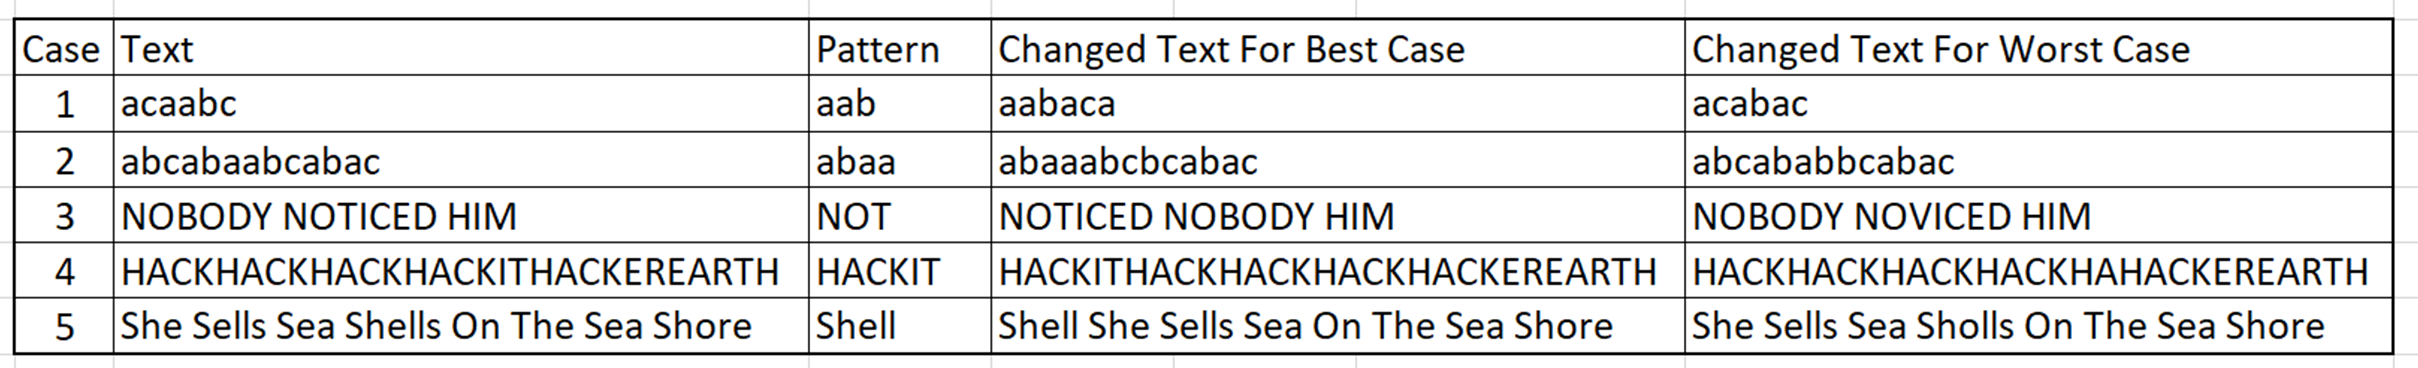 Case Text Pattern Changed Text For Best Case Changed Text For Worst Case
1 acaabc aab aabaca acabac
2 abcabaabcabac abaa abaaabcbcabac abcababbcabac
3 NOBODY NOTICED HIM NOT NOTICED NOBODY HIM NOBODY NOVICED HIM
4 HACKHACKHACKHACKITHACKEREARTH HACKIT HACKITHACKHACKHACKHACKEREARTH HACKHACKHACKHACKHAHACKEREARTH
5 She Sells Sea Shells On The Sea Shore Shell Shell She Sells Sea On The Sea Shore She Sells Sea Sholls On The Sea Shore